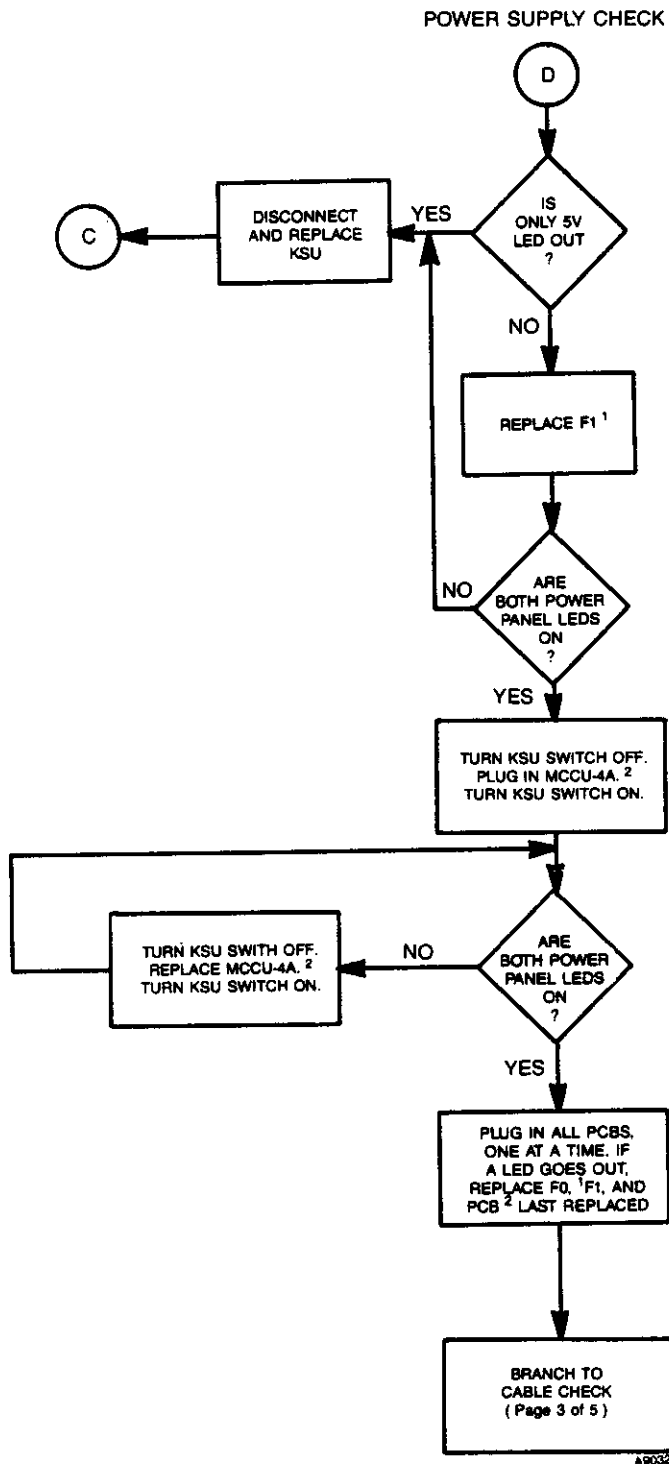 POWER SUPPLY CHECK
D
IS
ONLY 5V
LED OUT
?
YES
DISCONNECT
AND REPLACE
KSU
C
NO
REPLACE F1 ¹
ARE
BOTH POWER
PANEL LEDS
ON
?
NO
YES
TURN KSU SWITCH OFF.
PLUG IN MCCU-4A. ²
TURN KSU SWITCH ON.
ARE
BOTH POWER
PANEL LEDS
ON
?
NO
TURN KSU SWITH OFF.
REPLACE MCCU-4A. ²
TURN KSU SWITCH ON.
YES
PLUG IN ALL PCBS,
ONE AT A TIME. IF
A LED GOES OUT,
REPLACE F0, ¹F1, AND
PCB ² LAST REPLACED
BRANCH TO
CABLE CHECK
( Page 3 of 5 )